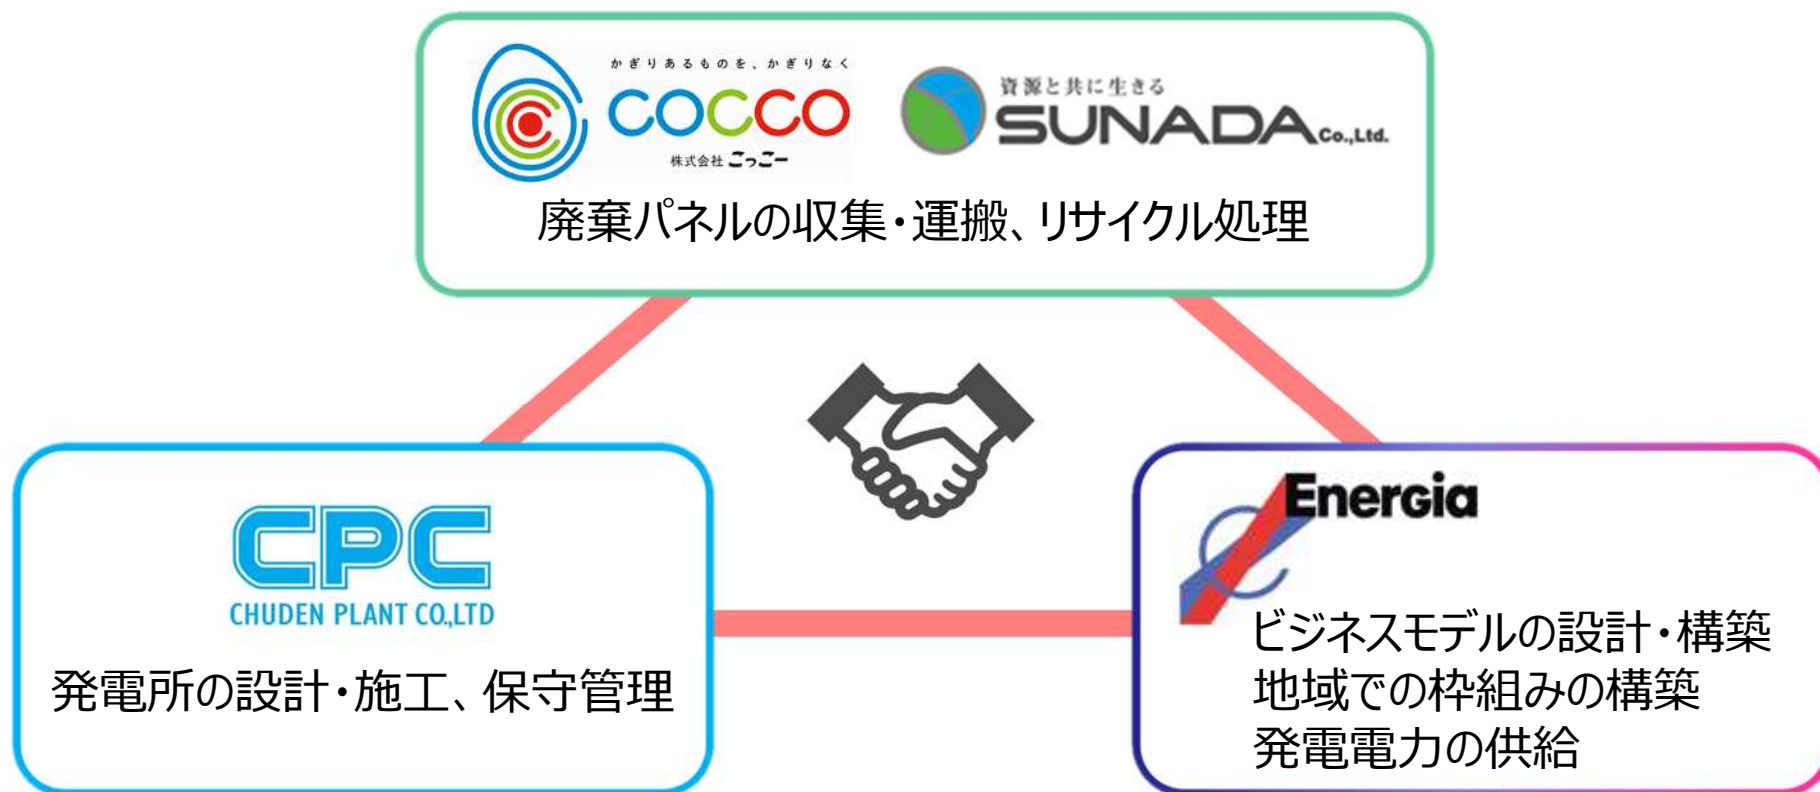 かぎりあるものを、かぎりなく
COCCO
株式会社 こっこー
資源と共に生きる
SUNADA Co.,Ltd.
廃棄パネルの収集・運搬、リサイクル処理
CPC
CHUDEN PLANT CO.,LTD
発電所の設計・施工、保守管理
Energia
ビジネスモデルの設計・構築
地域での枠組みの構築
発電電力の供給